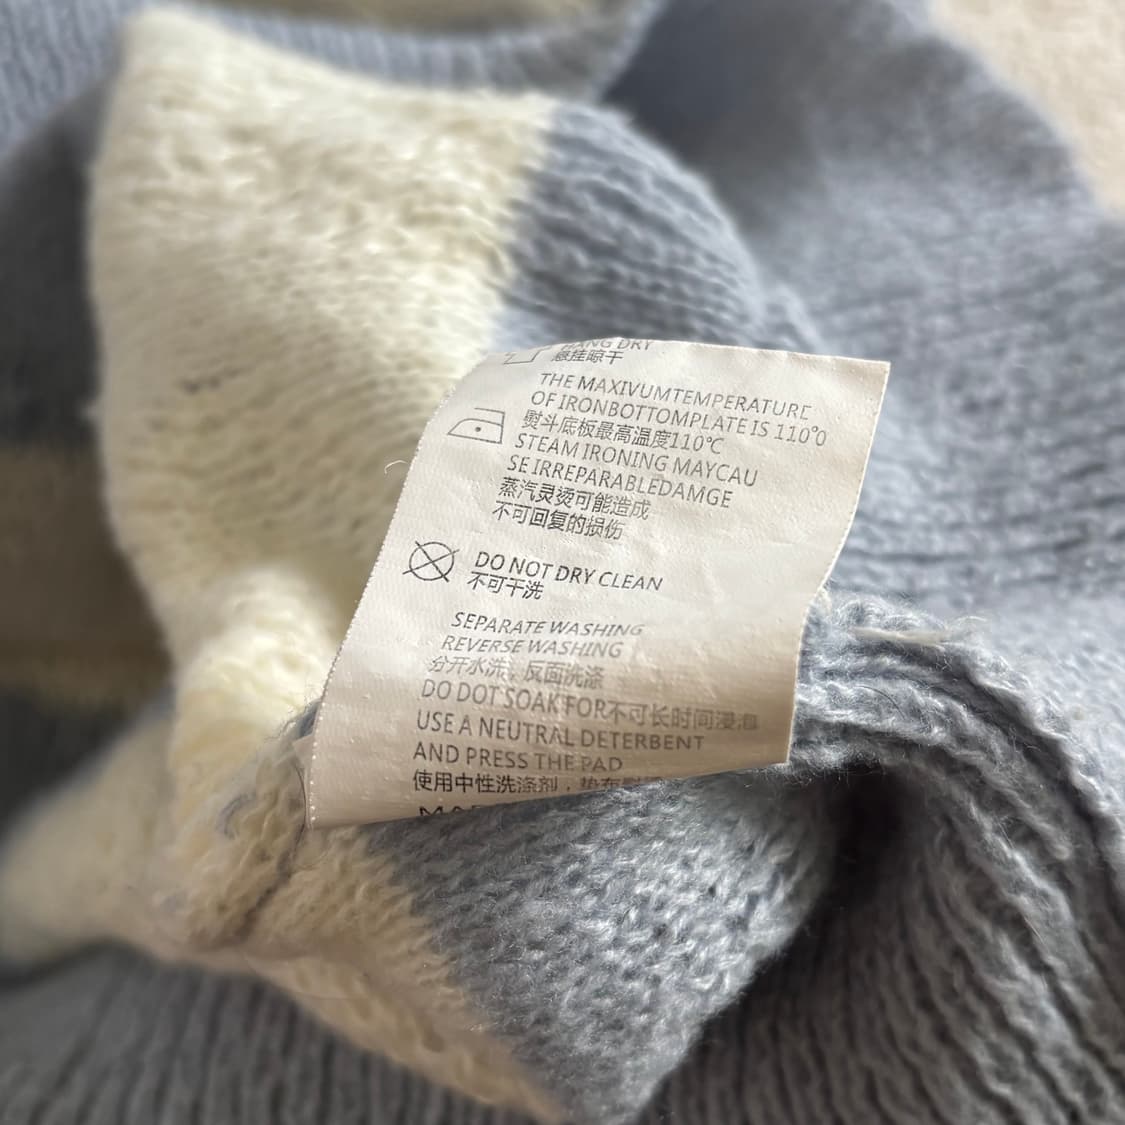 HANG DRY
悬挂晾干
THE MAXIVUMTEMPERATURE
OF IRONBOTTOMPLATE IS 110°0
熨斗底板最高温度110℃
STEAM IRONING MAYCAU
SE IRREPARABLEDAMGE
蒸汽灵烫可能造成
不可回复的损伤
DO NOT DRY CLEAN
不可干洗
SEPARATE WASHING
REVERSE WASHING
分开水洗，反面洗涤
DO DOT SOAK FOR不可长时间浸泡
USE A NEUTRAL DETERBENT
AND PRESS THE PAD
使用中性洗涤剂，垫布